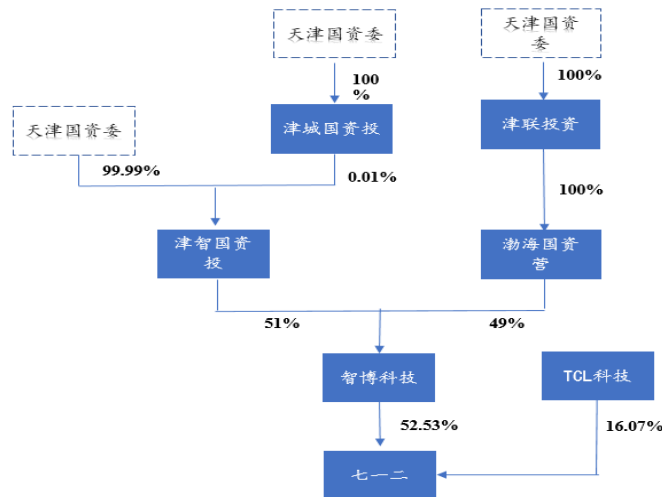 天津国资委
天津国资
委
100
%
100%
天津国资委
津城国资投
津联投资
99.99%
0.01%
100%
津智国资
投
渤海国资
营
51%
49%
智博科技
TCL科技
52.53%
16.07%
七一二